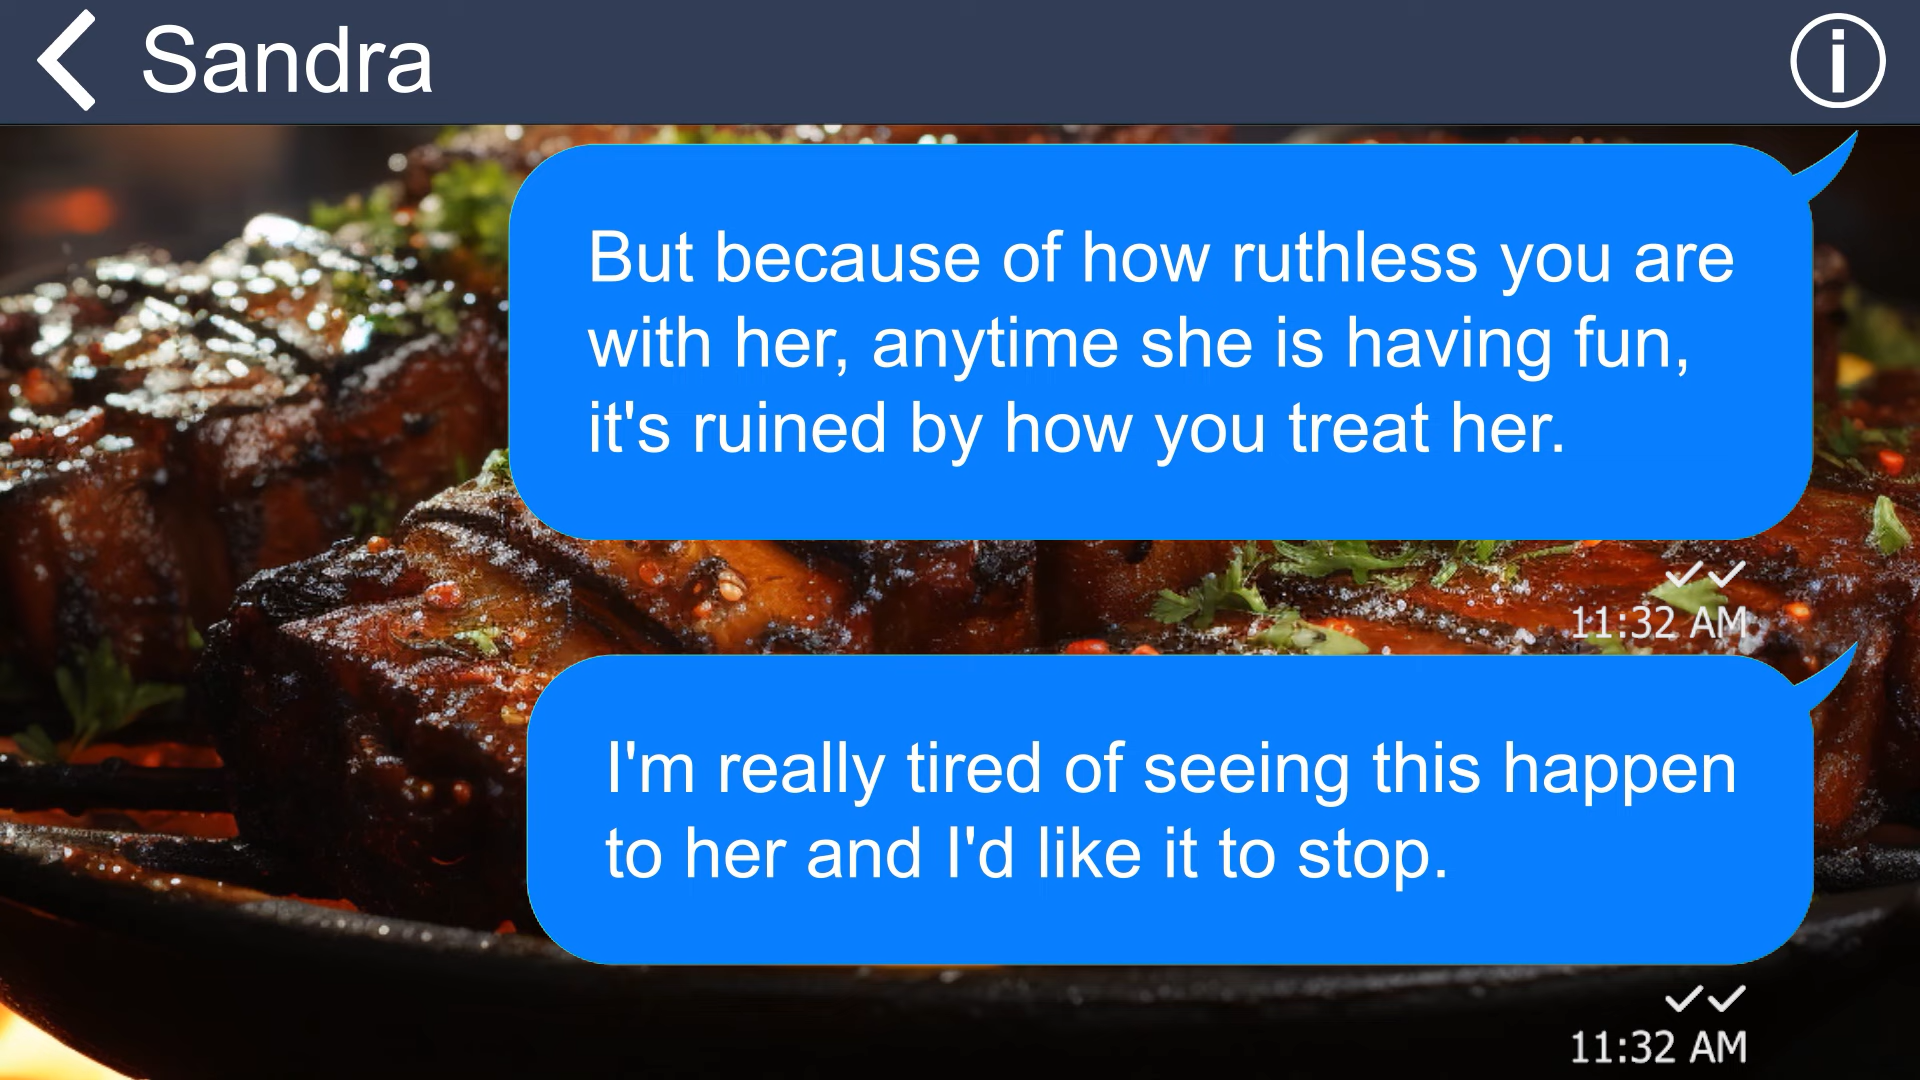 Sandra
But because of how ruthless you are
with her, anytime she is having fun,
it's ruined by how you treat her.
11:32 AM
I'm really tired of seeing this happen
to her and I'd like it to stop.
11:32 AM